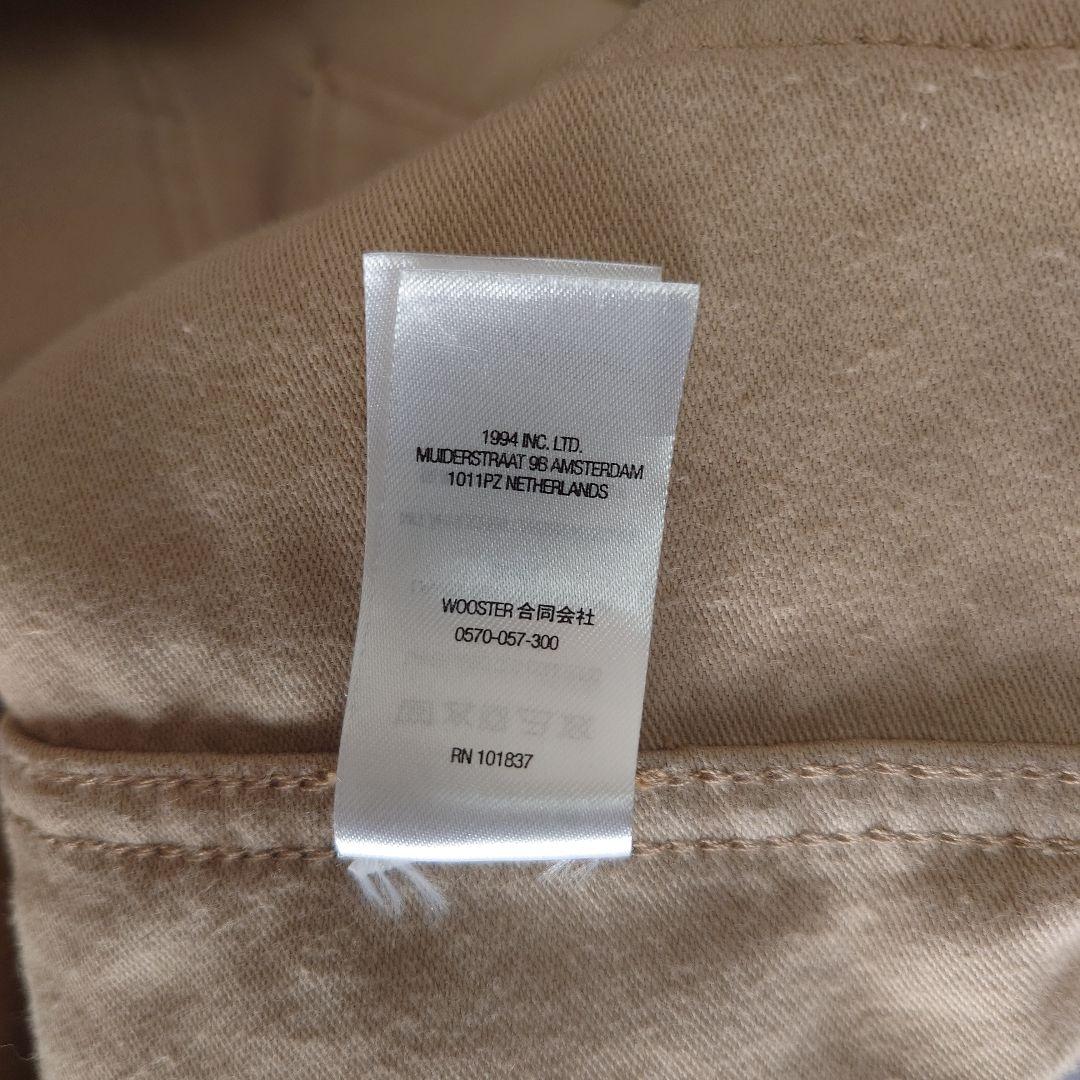 1994 INC. LTD.
MUIDERSTRAAT 9B AMSTERDAM
1011PZ NETHERLANDS
WOOSTER 合同会社
0570-057-300
RN 101837